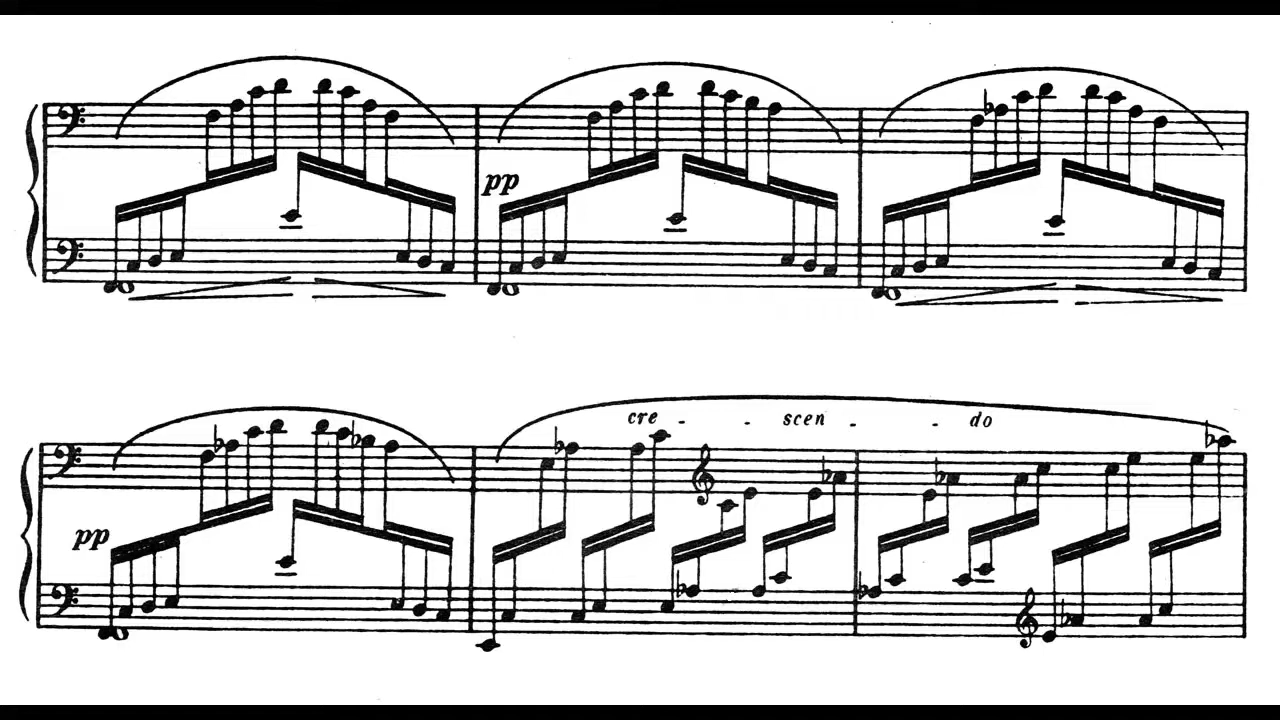 pp
cre - - scen - - do
pp